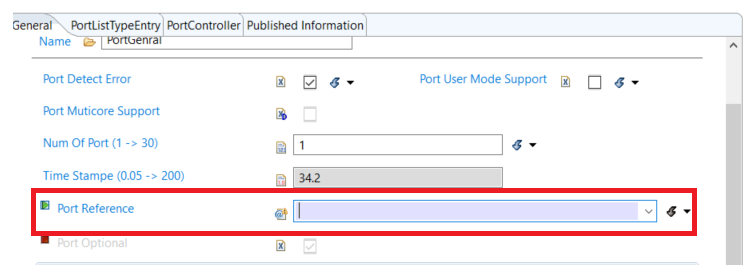 General PortListTypeEntry PortController Published Information
Name PortGenral
Port Detect Error Port User Mode Support
Port Muticore Support
Num Of Port (1 -> 30) 1
Time Stampe (0.05 -> 200) 34.2
Port Reference
Port Optional